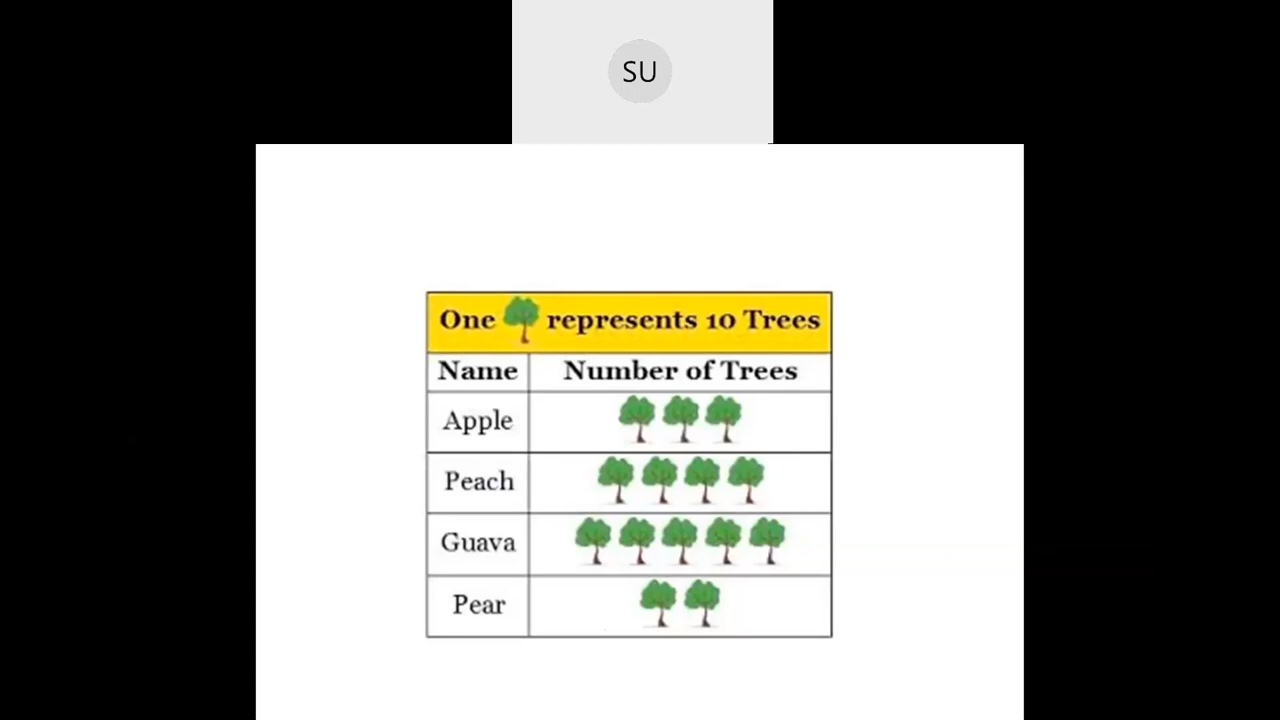 SU
One represents 10 Trees
Name Number of Trees
Apple
Peach
Guava
Pear